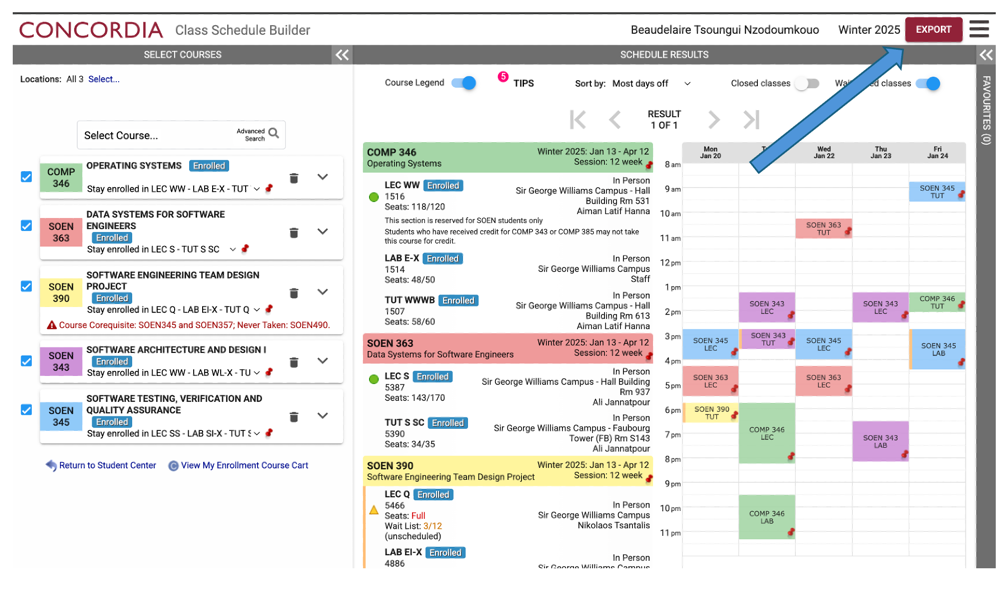 CONCORDIA Class Schedule Builder
Beaudelaire Tsoungui Nzodoumkouo Winter 2025 EXPORT
SELECT COURSES
SCHEDULE RESULTS
Locations: All 3 Select...
Select Course...
Advanced
Search
COMP
346
OPERATING SYSTEMS Enrolled
Stay enrolled in LEC WW - LAB E-X - TUT
SOEN
363
DATA SYSTEMS FOR SOFTWARE
ENGINEERS
Enrolled
Stay enrolled in LEC S - TUT S SC
SOEN
390
SOFTWARE ENGINEERING TEAM DESIGN
PROJECT
Enrolled
Stay enrolled in LEC Q - LAB EI-X - TUT Q
Course Corequisite: SOEN345 and SOEN357; Never Taken: SOEN490.
SOEN
343
SOFTWARE ARCHITECTURE AND DESIGN I
Enrolled
Stay enrolled in LEC WW - LAB WL-X - TU
SOEN
345
SOFTWARE TESTING, VERIFICATION AND
QUALITY ASSURANCE
Enrolled
Stay enrolled in LEC SS - LAB SI-X - TUT S
Return to Student Center
C View My Enrollment Course Cart
Course Legend
5 TIPS
Sort by: Most days off
Closed classes
classes
RESULT
1 OF 1
COMP 346
Operating Systems
Winter 2025: Jan 13 - Apr 12
Session: 12 week
LEC WW Enrolled
1516
Seats: 118/120
In Person
Sir George Williams Campus - Hall
Building Rm 531
Aiman Latif Hanna
This section is reserved for SOEN students only
Students who have received credit for COMP 343 or COMP 385 may not take
this course for credit.
LAB E-X Enrolled
1514
Seats: 48/50
In Person
Sir George Williams Campus
Staff
TUT WWWB Enrolled
1507
Seats: 58/60
In Person
Sir George Williams Campus - Hall
Building Rm 613
Aiman Latif Hanna
SOEN 363
Data Systems for Software Engineers
Winter 2025: Jan 13 - Apr 12
Session: 12 week
LEC S Enrolled
5387
Seats: 143/170
In Person
Sir George Williams Campus - Hall Building
Rm 937
Ali Jannatpour
TUT S SC Enrolled
5390
Seats: 34/35
In Person
Sir George Williams Campus - Faubourg
Tower (FB) Rm S143
Ali Jannatpour
SOEN 390
Software Engineering Team Design Project
Winter 2025: Jan 13 - Apr 12
Session: 12 week
LEC Q Enrolled
5466
Seats: Full
Wait List: 3/12
(unscheduled)
In Person
Sir George Williams Campus
Nikolaos Tsantalis
LAB EI-X Enrolled
4886
In Person
Sir George Williams Campus - Hall
Mon
Jan 20
Wed
Jan 22
Thu
Jan 23
Fri
Jan 24
8 am
9 am
SOEN 345
TUT
10 am
SOEN 363
TUT
11 am
12 pm
1 pm
SOEN 343
LEC
SOEN 343
LEC
COMP 346
TUT
2 pm
3 pm
SOEN 345
LEC
SOEN 343
TUT
SOEN 345
LEC
SOEN 345
LAB
4 pm
SOEN 363
LEC
SOEN 363
LEC
5 pm
6 pm
SOEN 390
TUT
COMP 346
LEC
SOEN 343
LAB
7 pm
8 pm
9 pm
COMP 346
LAB
10 pm
11 pm
FAVOURITES (0)